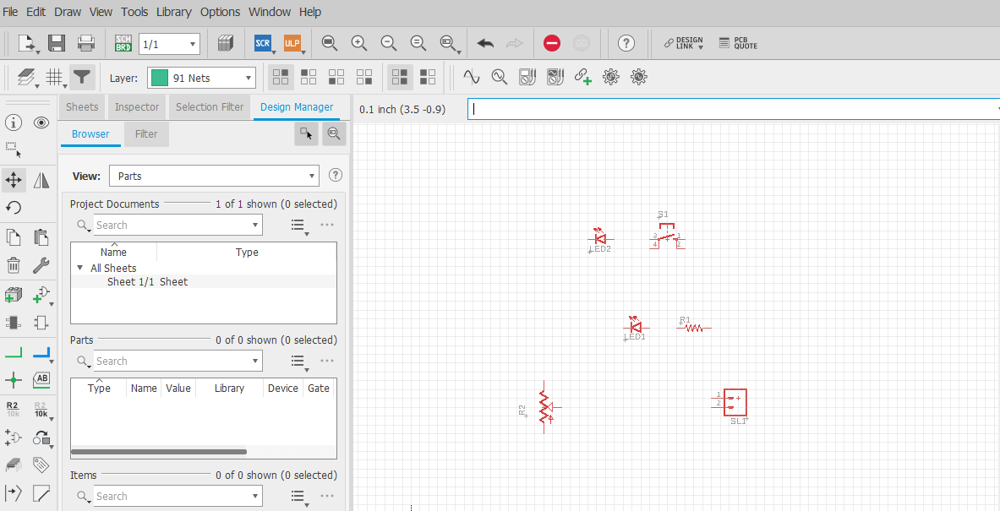 File Edit Draw View Tools Library Options Window Help
SCH BRD 1/1 SCR ULP GO ? DESIGN LINK PCB QUOTE
Layer: 91 Nets
Sheets Inspector Selection Filter Design Manager
0.1 inch (3.5 -0.9)
Browser Filter
View: Parts ?
Project Documents 1 of 1 shown (0 selected)
Search
Name Type
All Sheets
Sheet 1/1 Sheet
Parts 0 of 0 shown (0 selected)
Search
Type Name Value Library Device Gate
Items 0 of 0 shown (0 selected)
Search
AB
R2 10k R2 10k
S1
3 1
4 2
LED2
LED1
R1
R2
1 +
2 -
SL1